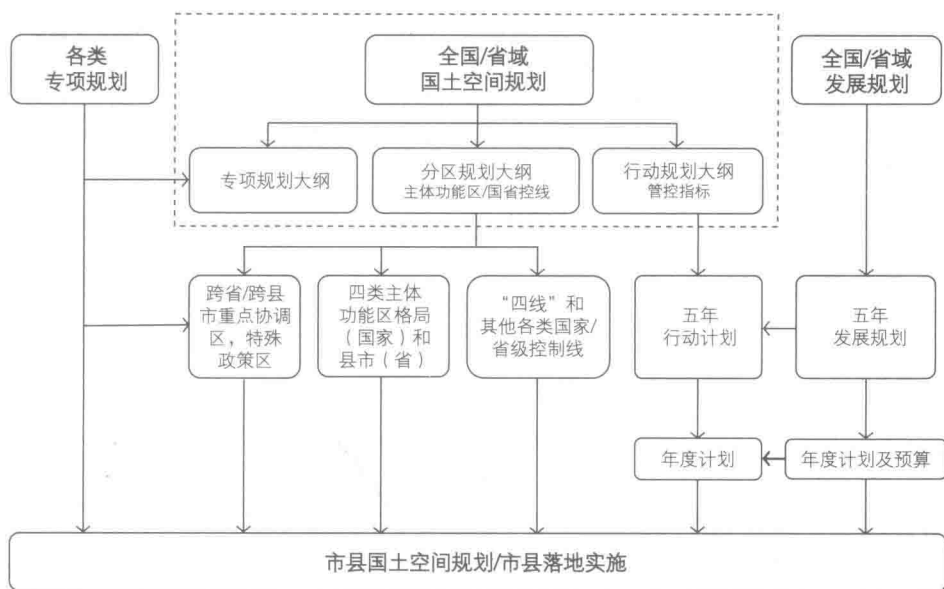 各类
专项规划
全国/省域
国土空间规划
全国/省域
发展规划
专项规划大纲
分区规划大纲
主体功能区/国省控线
行动规划大纲
管控指标
跨省/跨县
市重点协调
区，特殊
政策区
四类主体
功能区格局
（国家）和
县市（省）
“四线”和
其他各类国家/
省级控制线
五年
行动计划
五年
发展规划
年度计划
年度计划及预算
市县国土空间规划/市县落地实施